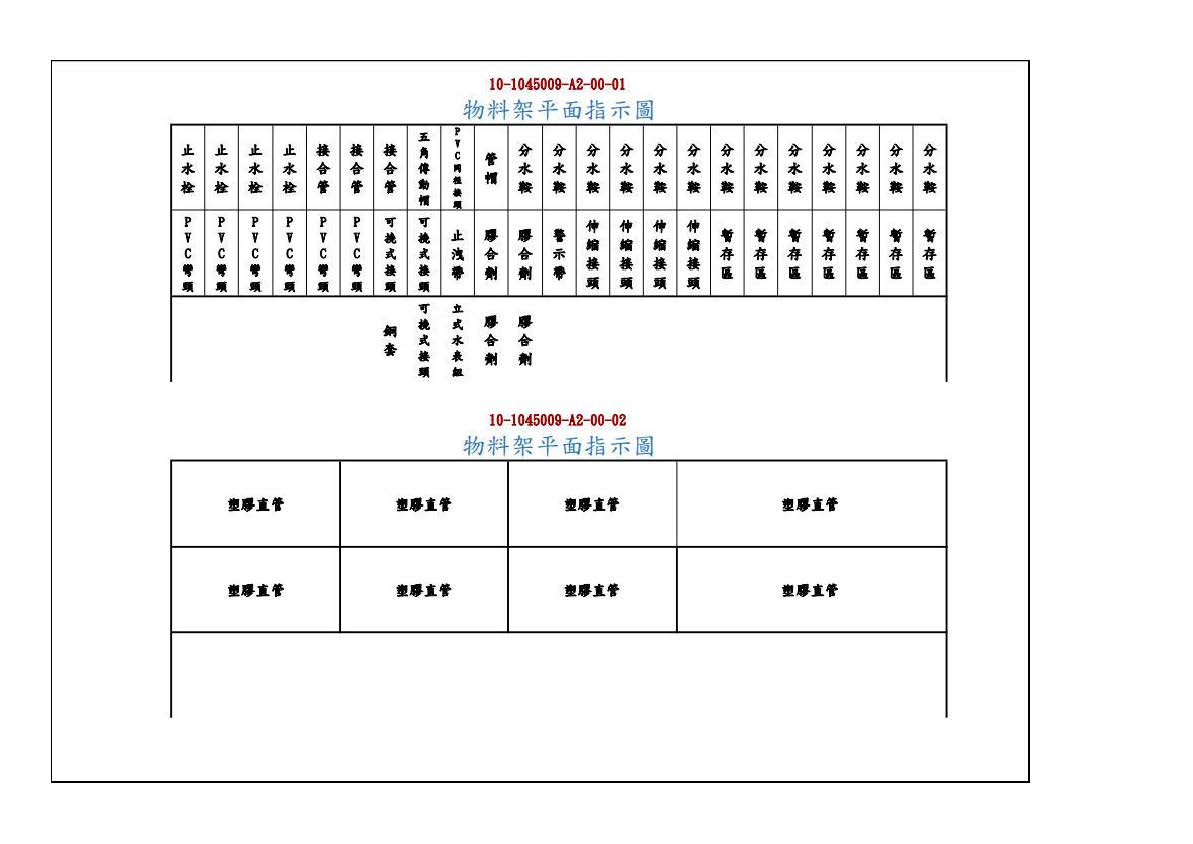 10-1045009-A2-00-01
物料架平面指示圖
止水栓 止水栓 止水栓 止水栓 接合管 接合管 接合管 五角傳動帽 PVC同徑接頭 管帽 分水鞍 分水鞍 分水鞍 分水鞍 分水鞍 分水鞍 分水鞍 分水鞍 分水鞍 分水鞍 分水鞍 分水鞍 分水鞍
PVC彎頭 PVC彎頭 PVC彎頭 PVC彎頭 PVC彎頭 PVC彎頭 可撓式接頭 可撓式接頭 止洩帶 膠合劑 膠合劑 警示帶 伸縮接頭 伸縮接頭 伸縮接頭 伸縮接頭 暫存區 暫存區 暫存區 暫存區 暫存區 暫存區 暫存區
銅套 可撓式接頭 立式水表組 膠合劑 膠合劑
10-1045009-A2-00-02
物料架平面指示圖
塑膠直管 塑膠直管 塑膠直管 塑膠直管
塑膠直管 塑膠直管 塑膠直管 塑膠直管